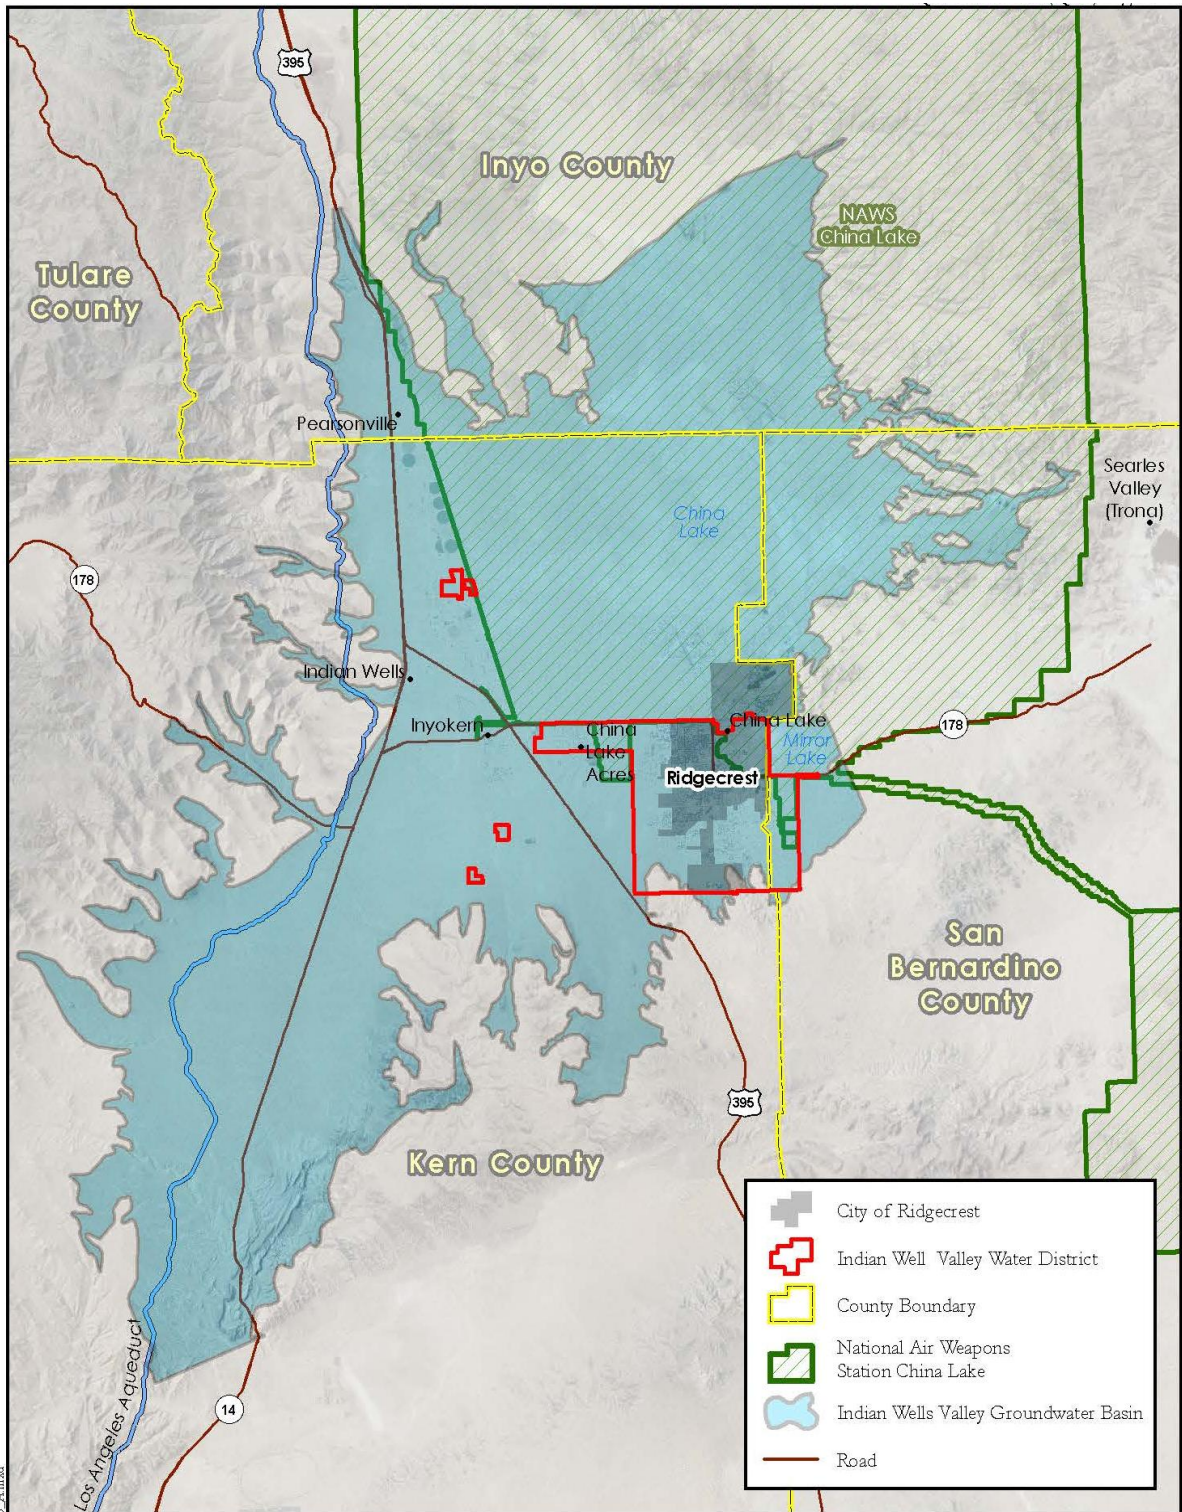 395
Inyo County
NAWS
China Lake
Tulare
County
Pearsonville
Searles
Valley
(Trona)
China
Lake
178
Indian Wells
Inyokern
China
Lake
Acres
China Lake
Mirror
Lake
178
Ridgecrest
San
Bernardino
County
395
Kern County
14
Los Angeles Aqueduct
City of Ridgecrest
Indian Well Valley Water District
County Boundary
National Air Weapons
Station China Lake
Indian Wells Valley Groundwater Basin
Road